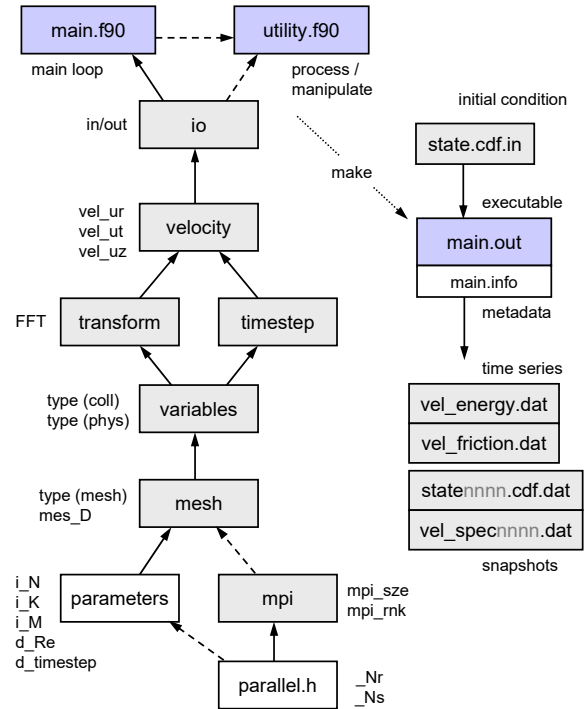 main.f90
utility.f90
main loop
process /
manipulate
in/out
io
initial condition
state.cdf.in
make
executable
vel_ur
vel_ut
vel_uz
velocity
main.out
main.info
metadata
FFT
transform
timestep
time series
vel_energy.dat
vel_friction.dat
type (coll)
type (phys)
variables
statennnn.cdf.dat
vel_specnnnn.dat
snapshots
type (mesh)
mes_D
mesh
i_N
i_K
i_M
d_Re
d_timestep
parameters
mpi
mpi_sze
mpi_rnk
parallel.h
_Nr
_Ns